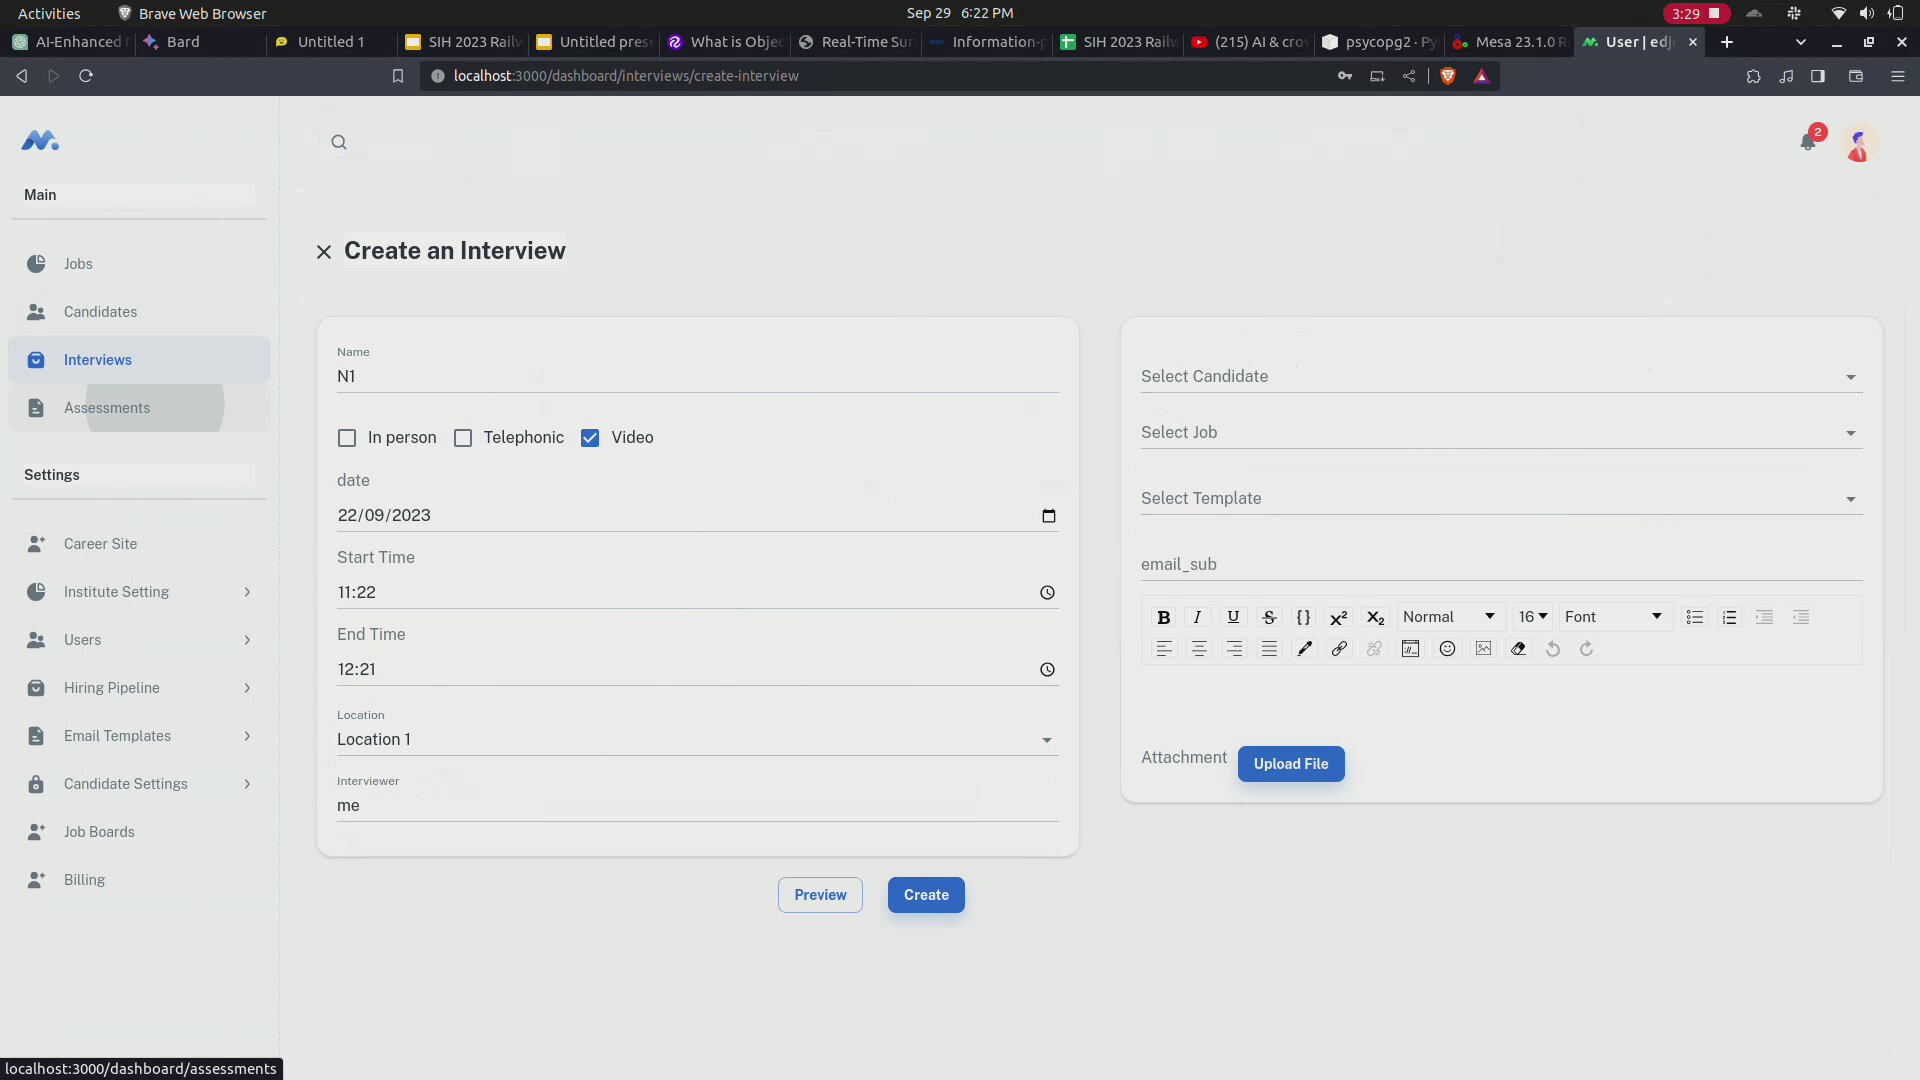 Activities
Brave Web Browser
Sep 29 6:22 PM
3:29
AI-Enhanced
Bard
Untitled 1
SIH 2023 Railw
Untitled prese
What is Objec
Real-Time Sur
Information-p
SIH 2023 Railw
(215) AI & crow
psycopg2 · Py
Mesa 23.1.0 R
User | edjo
localhost:3000/dashboard/interviews/create-interview
2
Main
Jobs
Candidates
Interviews
Assessments
Settings
Career Site
Institute Setting
Users
Hiring Pipeline
Email Templates
Candidate Settings
Job Boards
Billing
Create an Interview
Name
N1
In person
Telephonic
Video
date
22/09/2023
Start Time
11:22
End Time
12:21
Location
Location 1
Interviewer
me
Select Candidate
Select Job
Select Template
email_sub
B I U S {} X² X₂ Normal 16 Font
Attachment
Upload File
Preview
Create
localhost:3000/dashboard/assessments